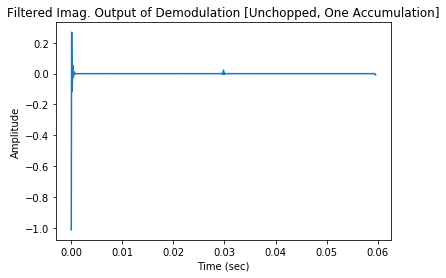 Filtered Imag. Output of Demodulation [Unchopped, One Accumulation]
0.2
0.0
−0.2
−0.4
−0.6
−0.8
−1.0
Amplitude
0.00 0.01 0.02 0.03 0.04 0.05 0.06
Time (sec)